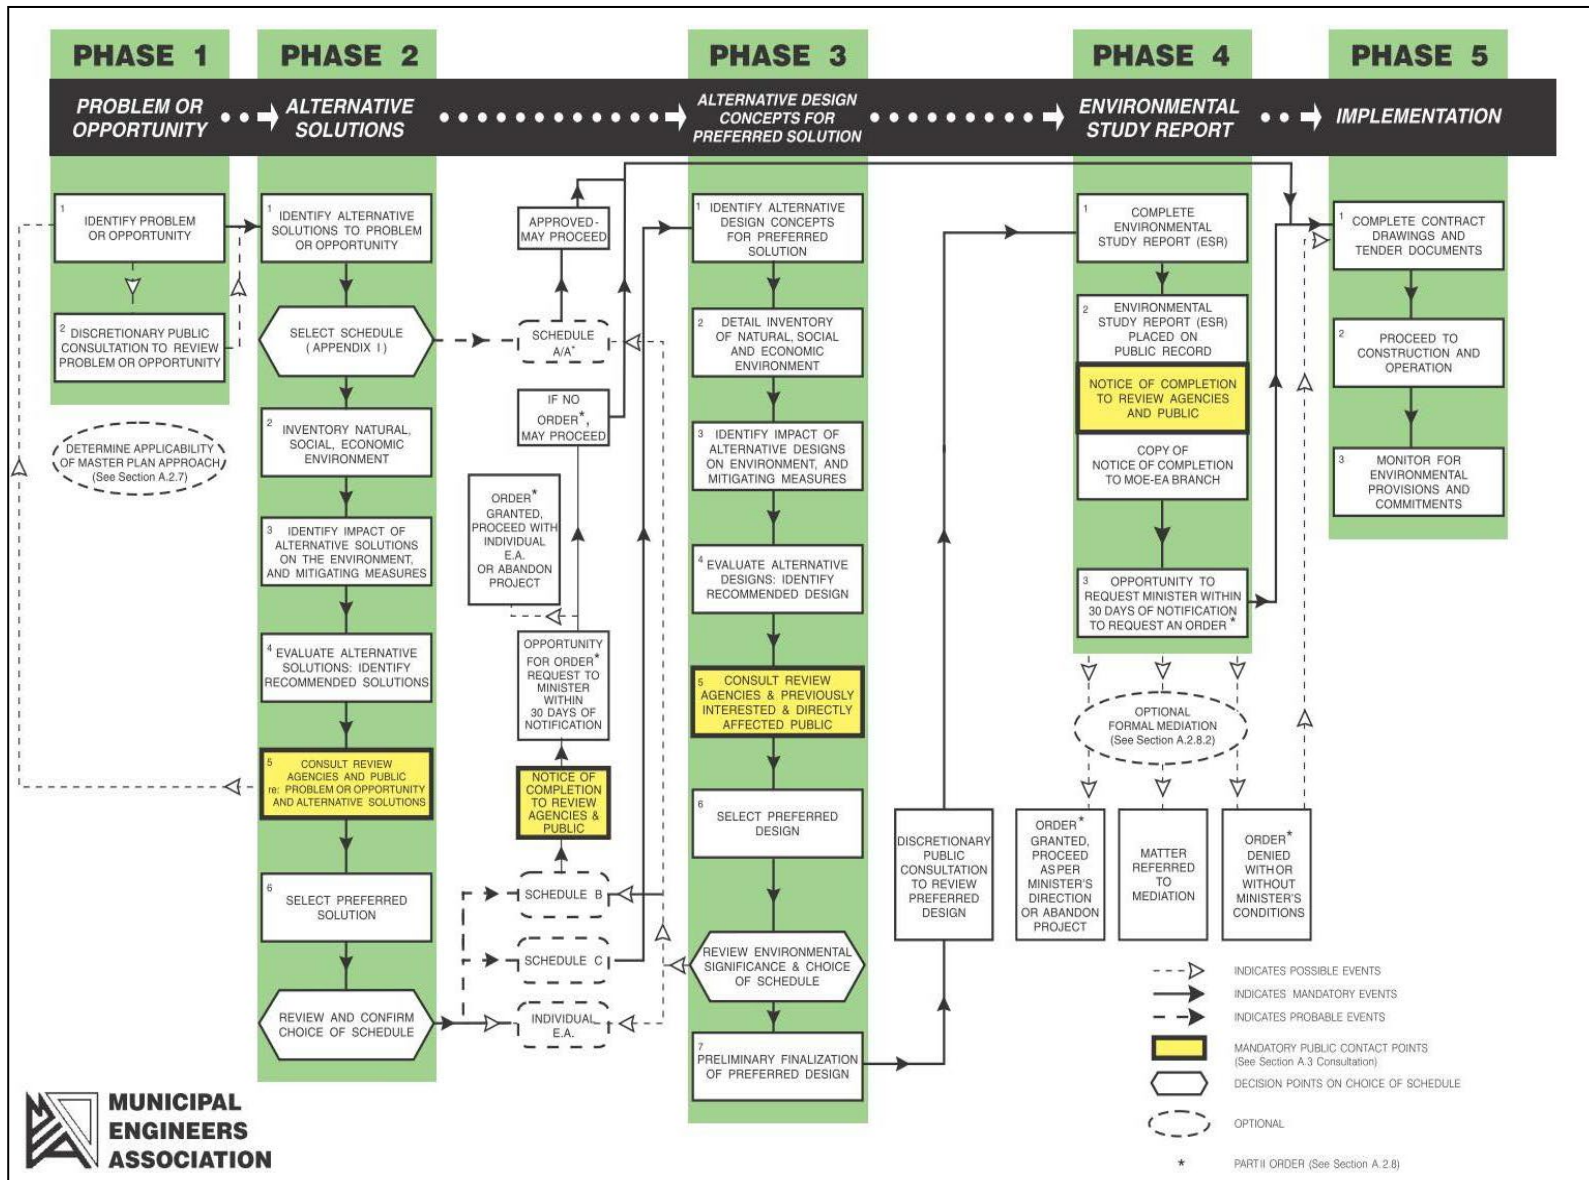 PHASE 1
PROBLEM OR
OPPORTUNITY
1
IDENTIFY PROBLEM
OR OPPORTUNITY
2 DISCRETIONARY PUBLIC
CONSULTATION TO REVIEW
PROBLEM OR OPPORTUNITY
DETERMINE APPLICABILITY
OF MASTER PLAN APPROACH
(See Section A.2.7)
PHASE 2
ALTERNATIVE
SOLUTIONS
1
IDENTIFY ALTERNATIVE
SOLUTIONS TO PROBLEM
OR OPPORTUNITY
SELECT SCHEDULE
(APPENDIX I)
2
INVENTORY NATURAL,
SOCIAL, ECONOMIC
ENVIRONMENT
3
IDENTIFY IMPACT OF
ALTERNATIVE SOLUTIONS
ON THE ENVIRONMENT,
AND MITIGATING MEASURES
4
EVALUATE ALTERNATIVE
SOLUTIONS: IDENTIFY
RECOMMENDED SOLUTIONS
5
CONSULT REVIEW
AGENCIES AND PUBLIC
re: PROBLEM OR OPPORTUNITY
AND ALTERNATIVE SOLUTIONS
6
SELECT PREFERRED
SOLUTION
REVIEW AND CONFIRM
CHOICE OF SCHEDULE
APPROVED-
MAY PROCEED
SCHEDULE
A/A+
IF NO
ORDER*,
MAY PROCEED
ORDER*
GRANTED,
PROCEED WITH
INDIVIDUAL
E.A.
OR ABANDON
PROJECT
OPPORTUNITY
FOR ORDER*
REQUEST TO
MINISTER
WITHIN
30 DAYS OF
NOTIFICATION
NOTICE OF
COMPLETION
TO REVIEW
AGENCIES &
PUBLIC
SCHEDULE B
SCHEDULE C
INDIVIDUAL
E.A.
PHASE 3
ALTERNATIVE DESIGN
CONCEPTS FOR
PREFERRED SOLUTION
1
IDENTIFY ALTERNATIVE
DESIGN CONCEPTS
FOR PREFERRED
SOLUTION
2
DETAIL INVENTORY
OF NATURAL, SOCIAL
AND ECONOMIC
ENVIRONMENT
3
IDENTIFY IMPACT OF
ALTERNATIVE DESIGNS
ON ENVIRONMENT, AND
MITIGATING MEASURES
4
EVALUATE ALTERNATIVE
DESIGNS: IDENTIFY
RECOMMENDED DESIGN
5
CONSULT REVIEW
AGENCIES & PREVIOUSLY
INTERESTED & DIRECTLY
AFFECTED PUBLIC
6
SELECT PREFERRED
DESIGN
REVIEW ENVIRONMENTAL
SIGNIFICANCE & CHOICE
OF SCHEDULE
7
PRELIMINARY FINALIZATION
OF PREFERRED DESIGN
DISCRETIONARY
PUBLIC
CONSULTATION
TO REVIEW
PREFERRED
DESIGN
PHASE 4
ENVIRONMENTAL
STUDY REPORT
1
COMPLETE
ENVIRONMENTAL
STUDY REPORT (ESR)
2
ENVIRONMENTAL
STUDY REPORT (ESR)
PLACED ON
PUBLIC RECORD
NOTICE OF COMPLETION
TO REVIEW AGENCIES
AND PUBLIC
COPY OF
NOTICE OF COMPLETION
TO MOE-EA BRANCH
3
OPPORTUNITY TO
REQUEST MINISTER WITHIN
30 DAYS OF NOTIFICATION
TO REQUEST AN ORDER*
OPTIONAL
FORMAL MEDIATION
(See Section A.2.8.2)
ORDER*
GRANTED,
PROCEED
AS PER
MINISTER'S
DIRECTION
OR ABANDON
PROJECT
MATTER
REFERRED
TO
MEDIATION
ORDER*
DENIED
WITH OR
WITHOUT
MINISTER'S
CONDITIONS
PHASE 5
IMPLEMENTATION
1
COMPLETE CONTRACT
DRAWINGS AND
TENDER DOCUMENTS
2
PROCEED TO
CONSTRUCTION AND
OPERATION
3
MONITOR FOR
ENVIRONMENTAL
PROVISIONS AND
COMMITMENTS
INDICATES POSSIBLE EVENTS
INDICATES MANDATORY EVENTS
INDICATES PROBABLE EVENTS
MANDATORY PUBLIC CONTACT POINTS
(See Section A.3 Consultation)
DECISION POINTS ON CHOICE OF SCHEDULE
OPTIONAL
* PART II ORDER (See Section A.2.8)
MUNICIPAL
ENGINEERS
ASSOCIATION